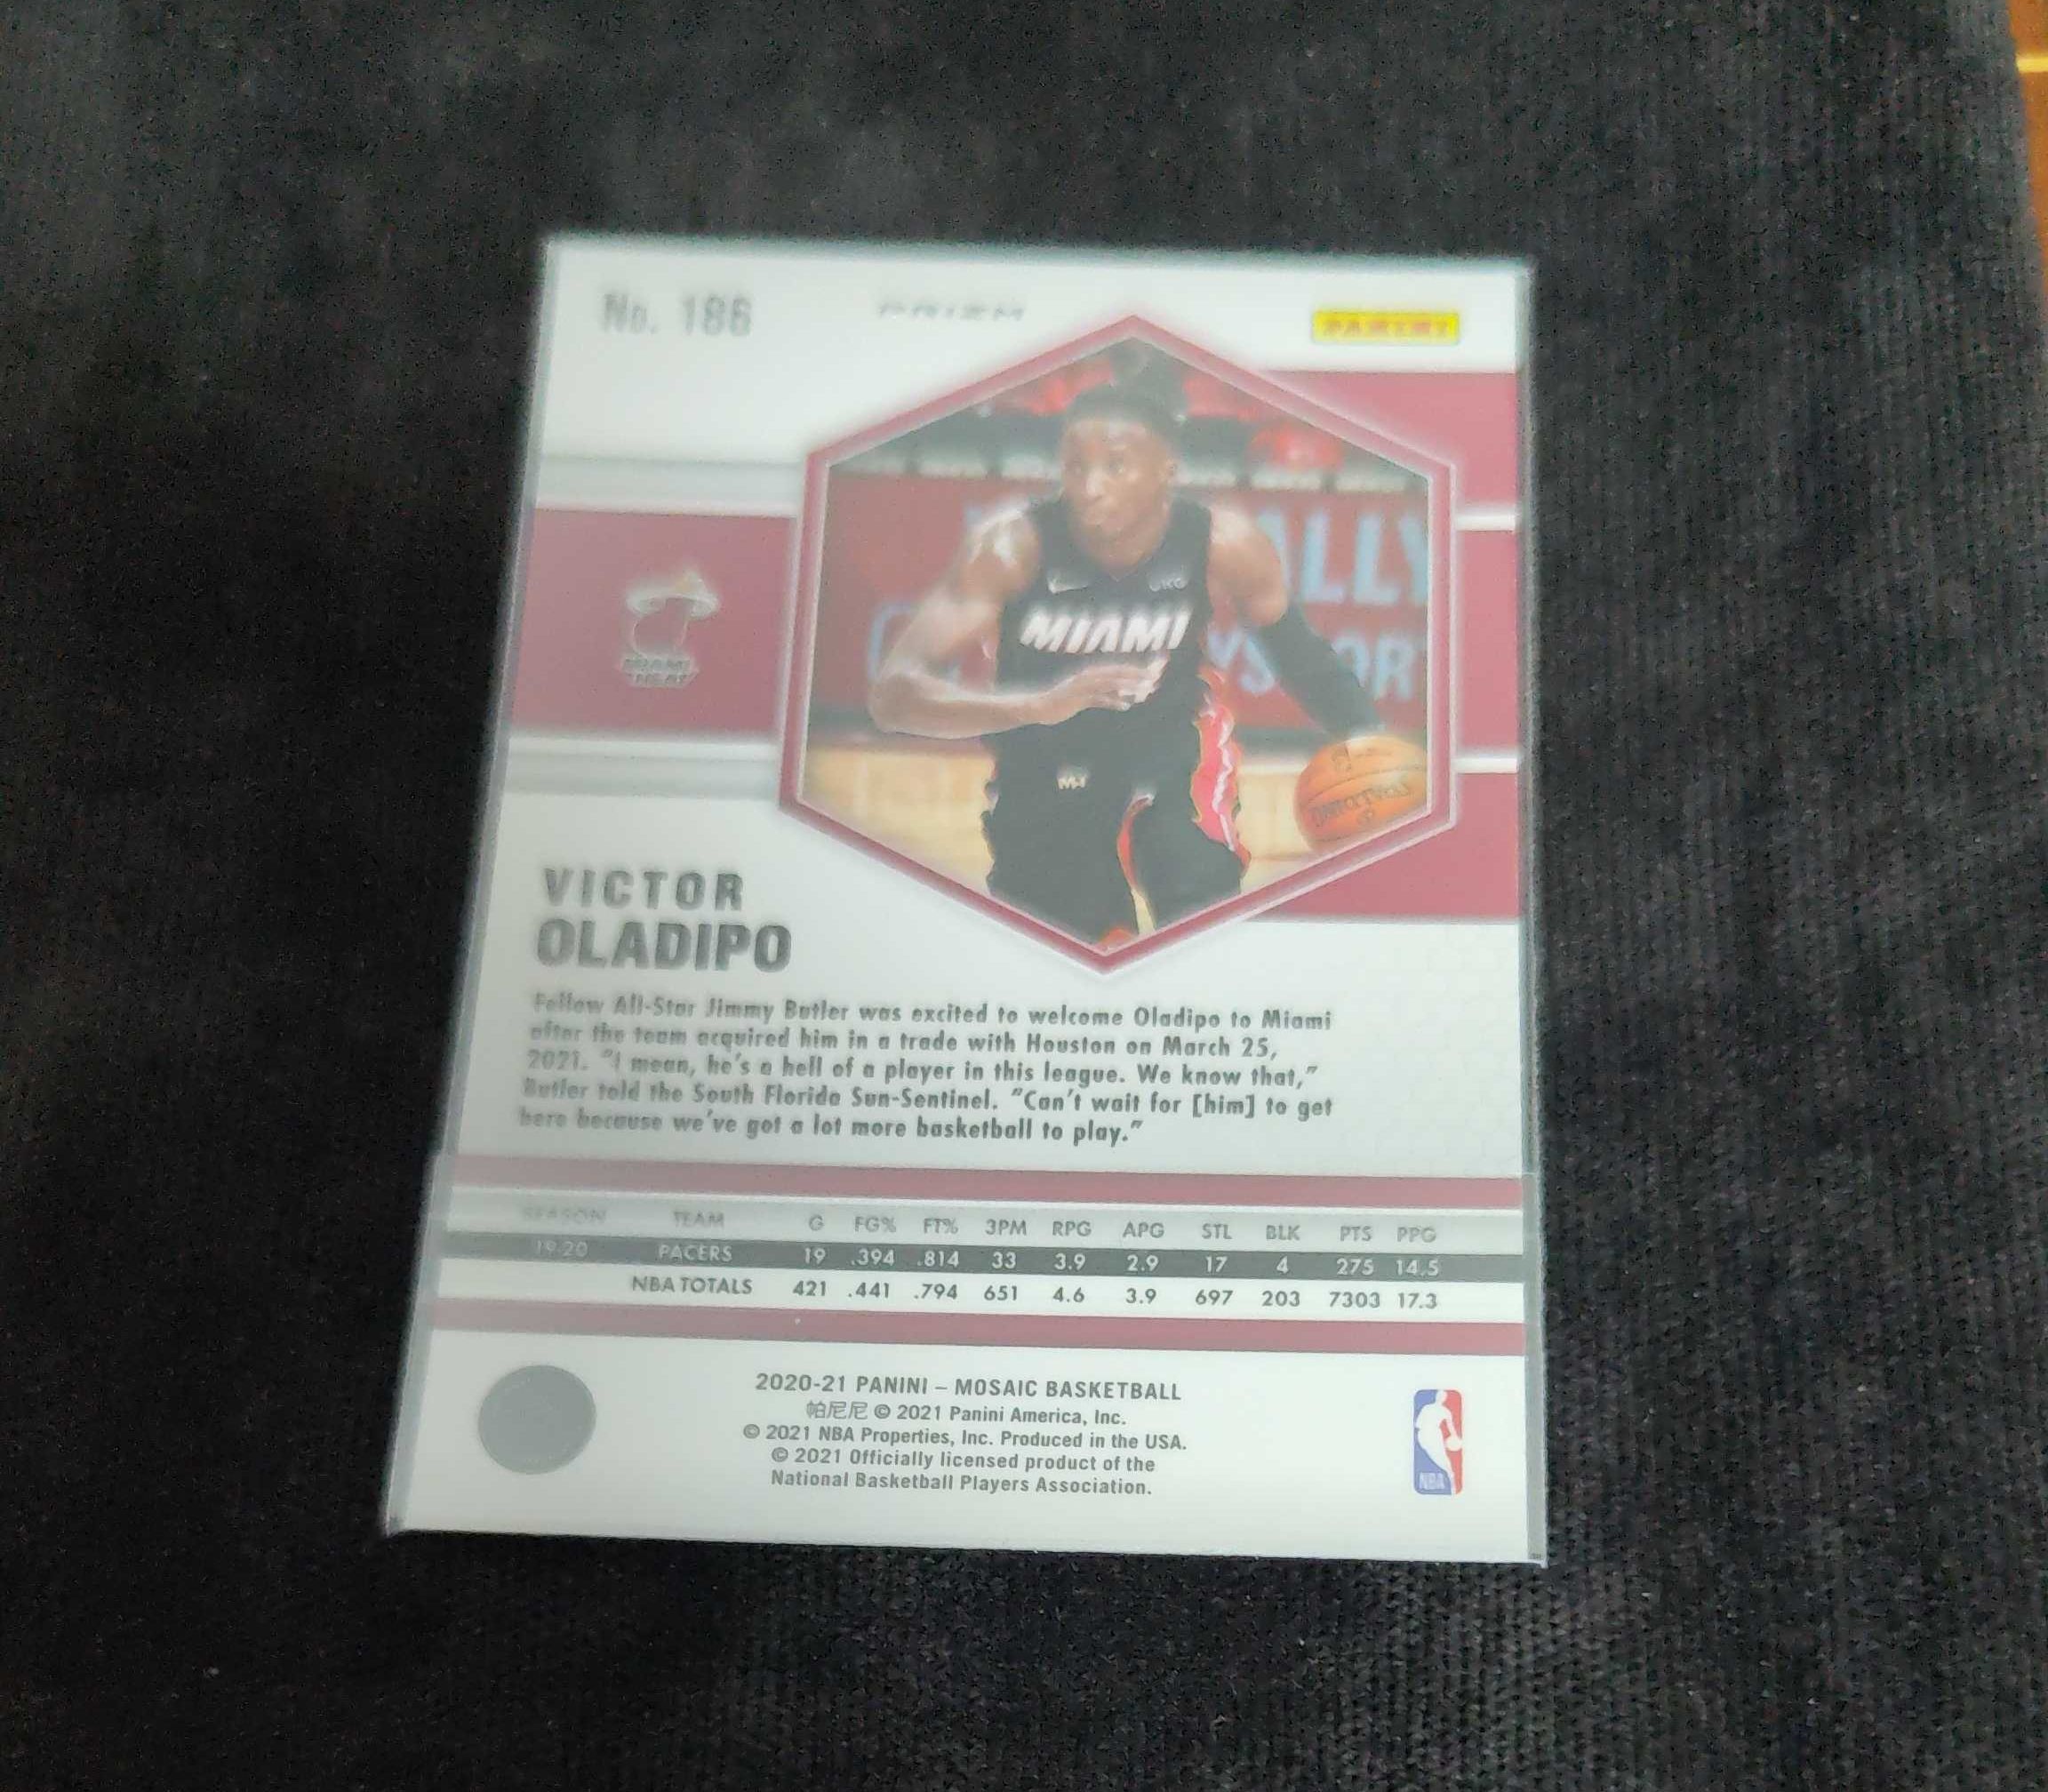 No. 186
PRIZM
PANINI
ALLY
MIAMI
MIAMI
HEAT
VICTOR
OLADIPO
Fellow All-Star Jimmy Butler was excited to welcome Oladipo to Miami
after the team acquired him in a trade with Houston on March 25,
2021. "I mean, he's a hell of a player in this league. We know that,"
Butler told the South Florida Sun-Sentinel. "Can't wait for [him] to get
here because we've got a lot more basketball to play."
SEASON TEAM G FG% FT% 3PM RPG APG STL BLK PTS PPG
19-20 PACERS 19 .394 .814 33 3.9 2.9 17 4 275 14.5
NBA TOTALS 421 .441 .794 651 4.6 3.9 697 203 7303 17.3
2020-21 PANINI – MOSAIC BASKETBALL
帕尼尼 © 2021 Panini America, Inc.
© 2021 NBA Properties, Inc. Produced in the USA.
© 2021 Officially licensed product of the
National Basketball Players Association.
NBA